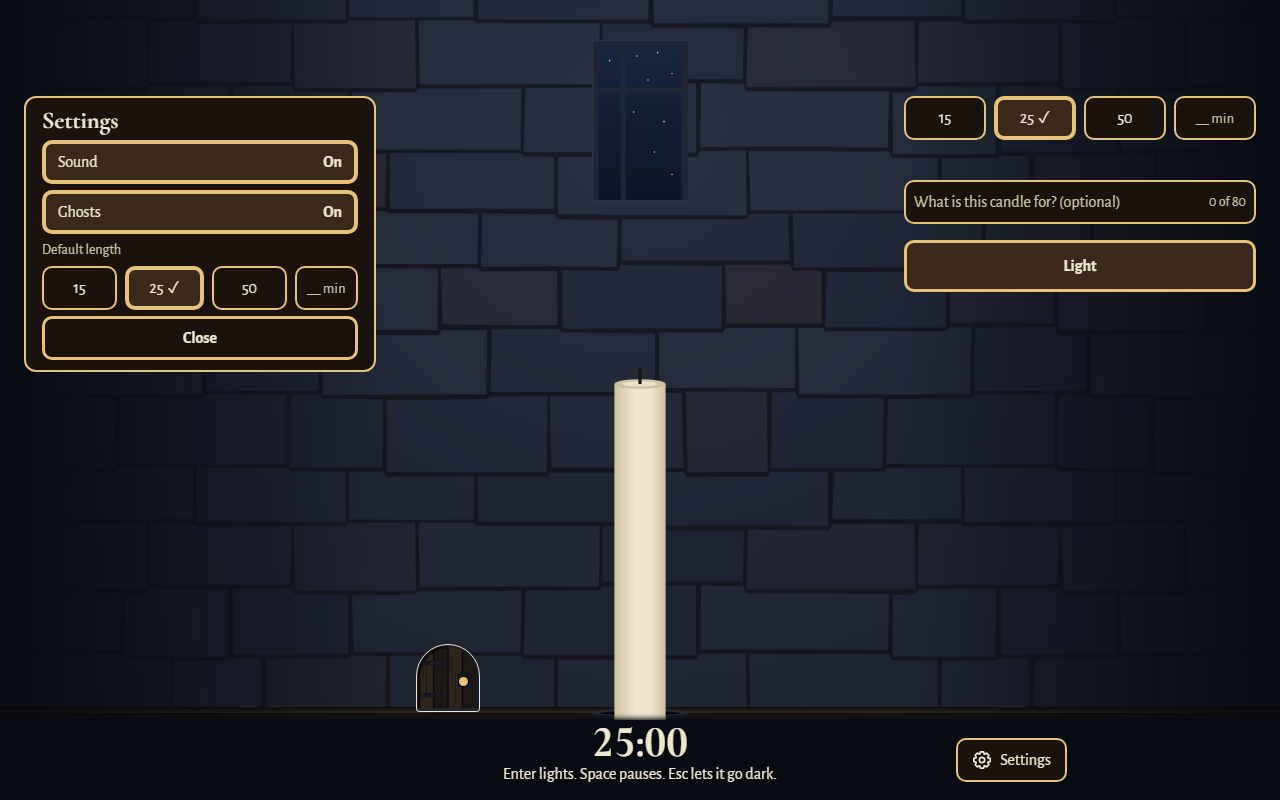 Settings
Sound On
Ghosts On
Default length
15 25 ✓ 50 __ min
Close
15 25 ✓ 50 __ min
What is this candle for? (optional) 0 of 80
Light
25:00
Enter lights. Space pauses. Esc lets it go dark.
Settings